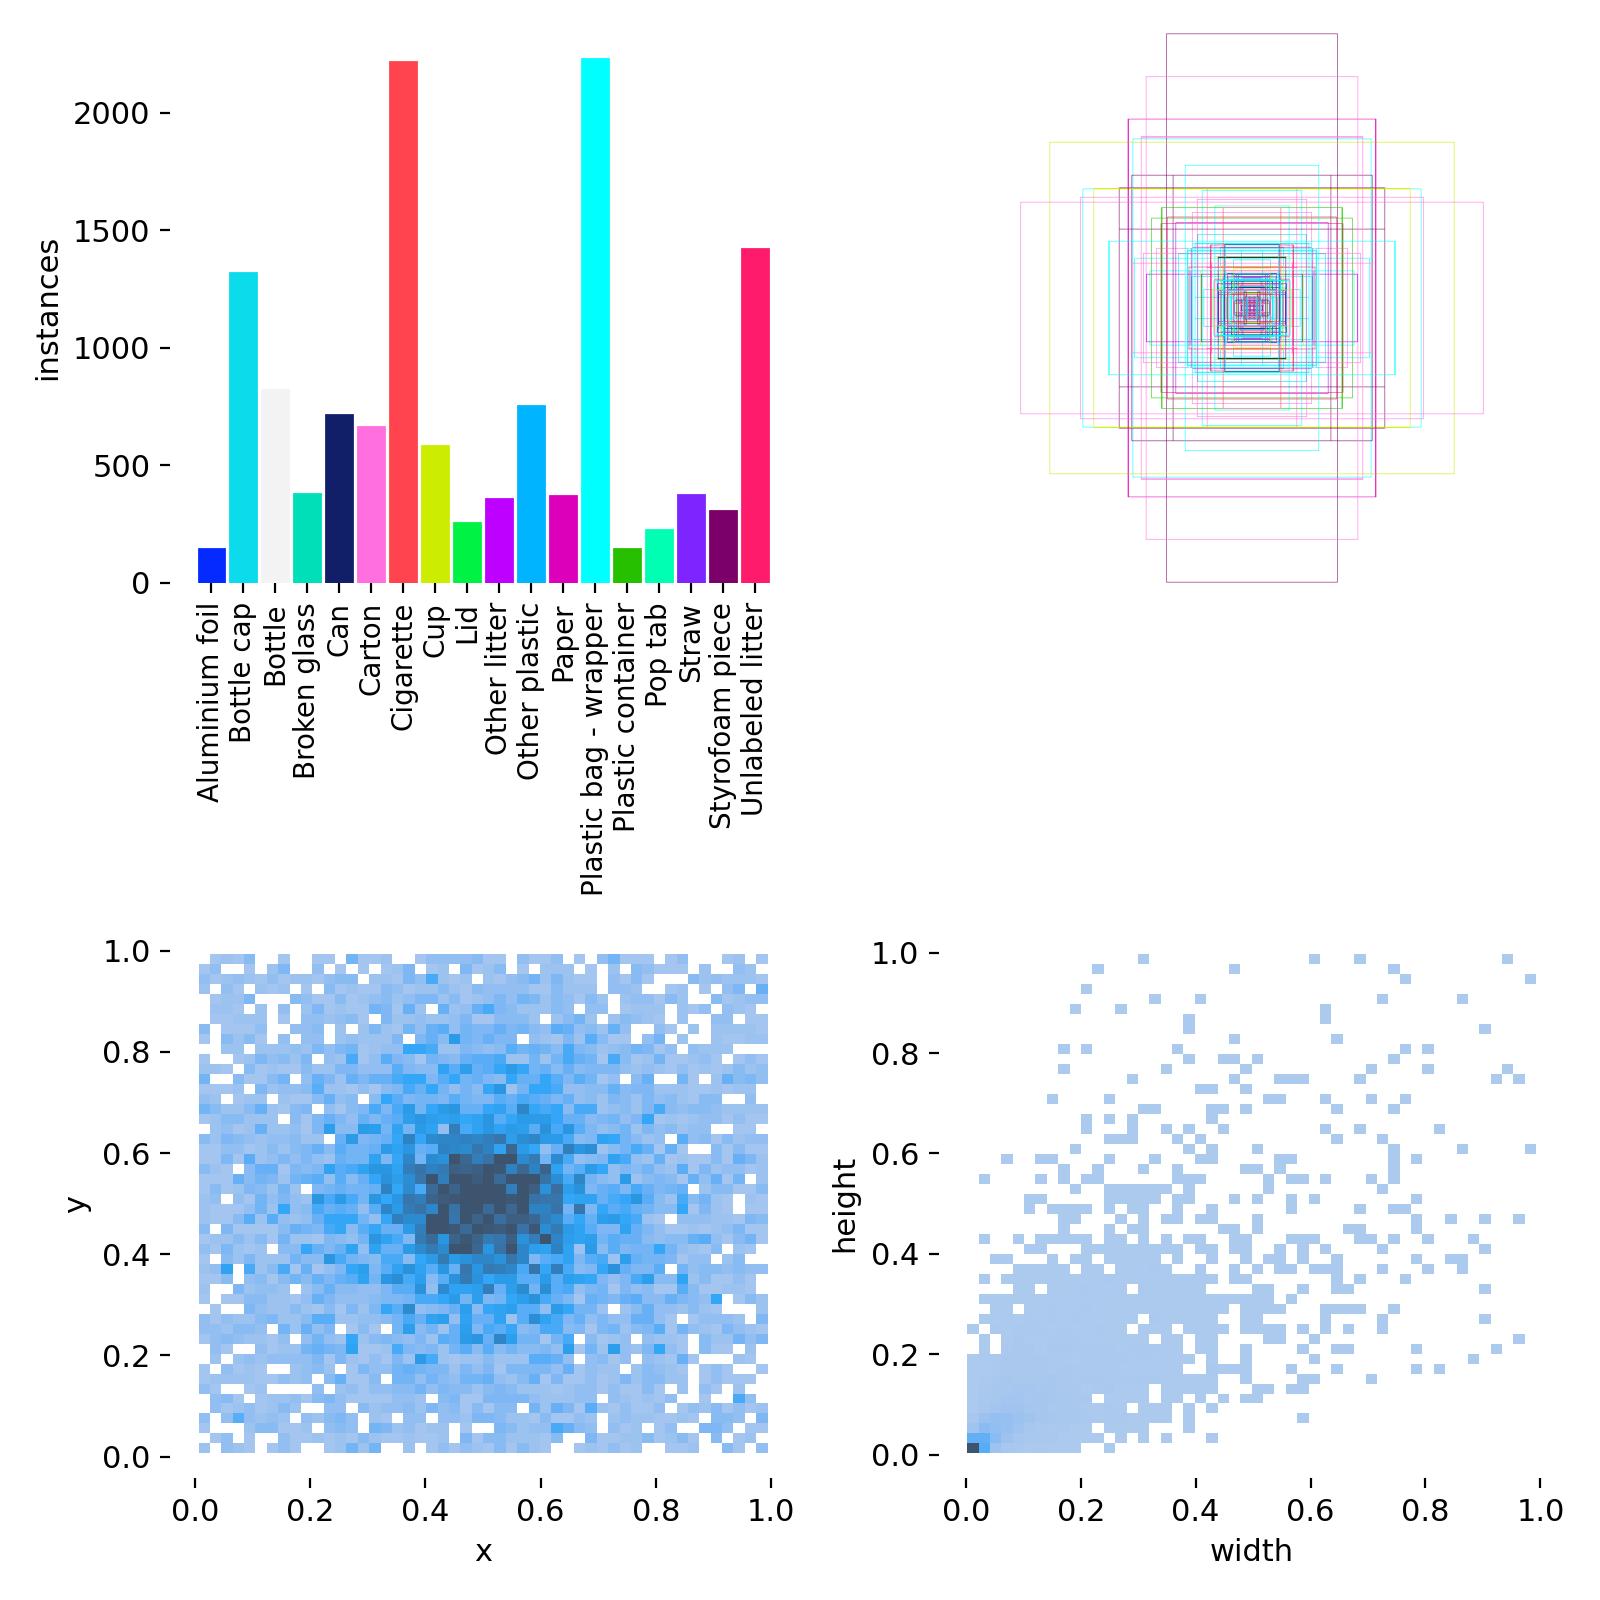 instances
2000
1500
1000
500
0
Aluminium foil
Bottle cap
Bottle
Broken glass
Can
Carton
Cigarette
Cup
Lid
Other litter
Other plastic
Paper
Plastic bag - wrapper
Plastic container
Pop tab
Straw
Styrofoam piece
Unlabeled litter
y
1.0
0.8
0.6
0.4
0.2
0.0
0.0 0.2 0.4 0.6 0.8 1.0
x
height
1.0
0.8
0.6
0.4
0.2
0.0
0.0 0.2 0.4 0.6 0.8 1.0
width